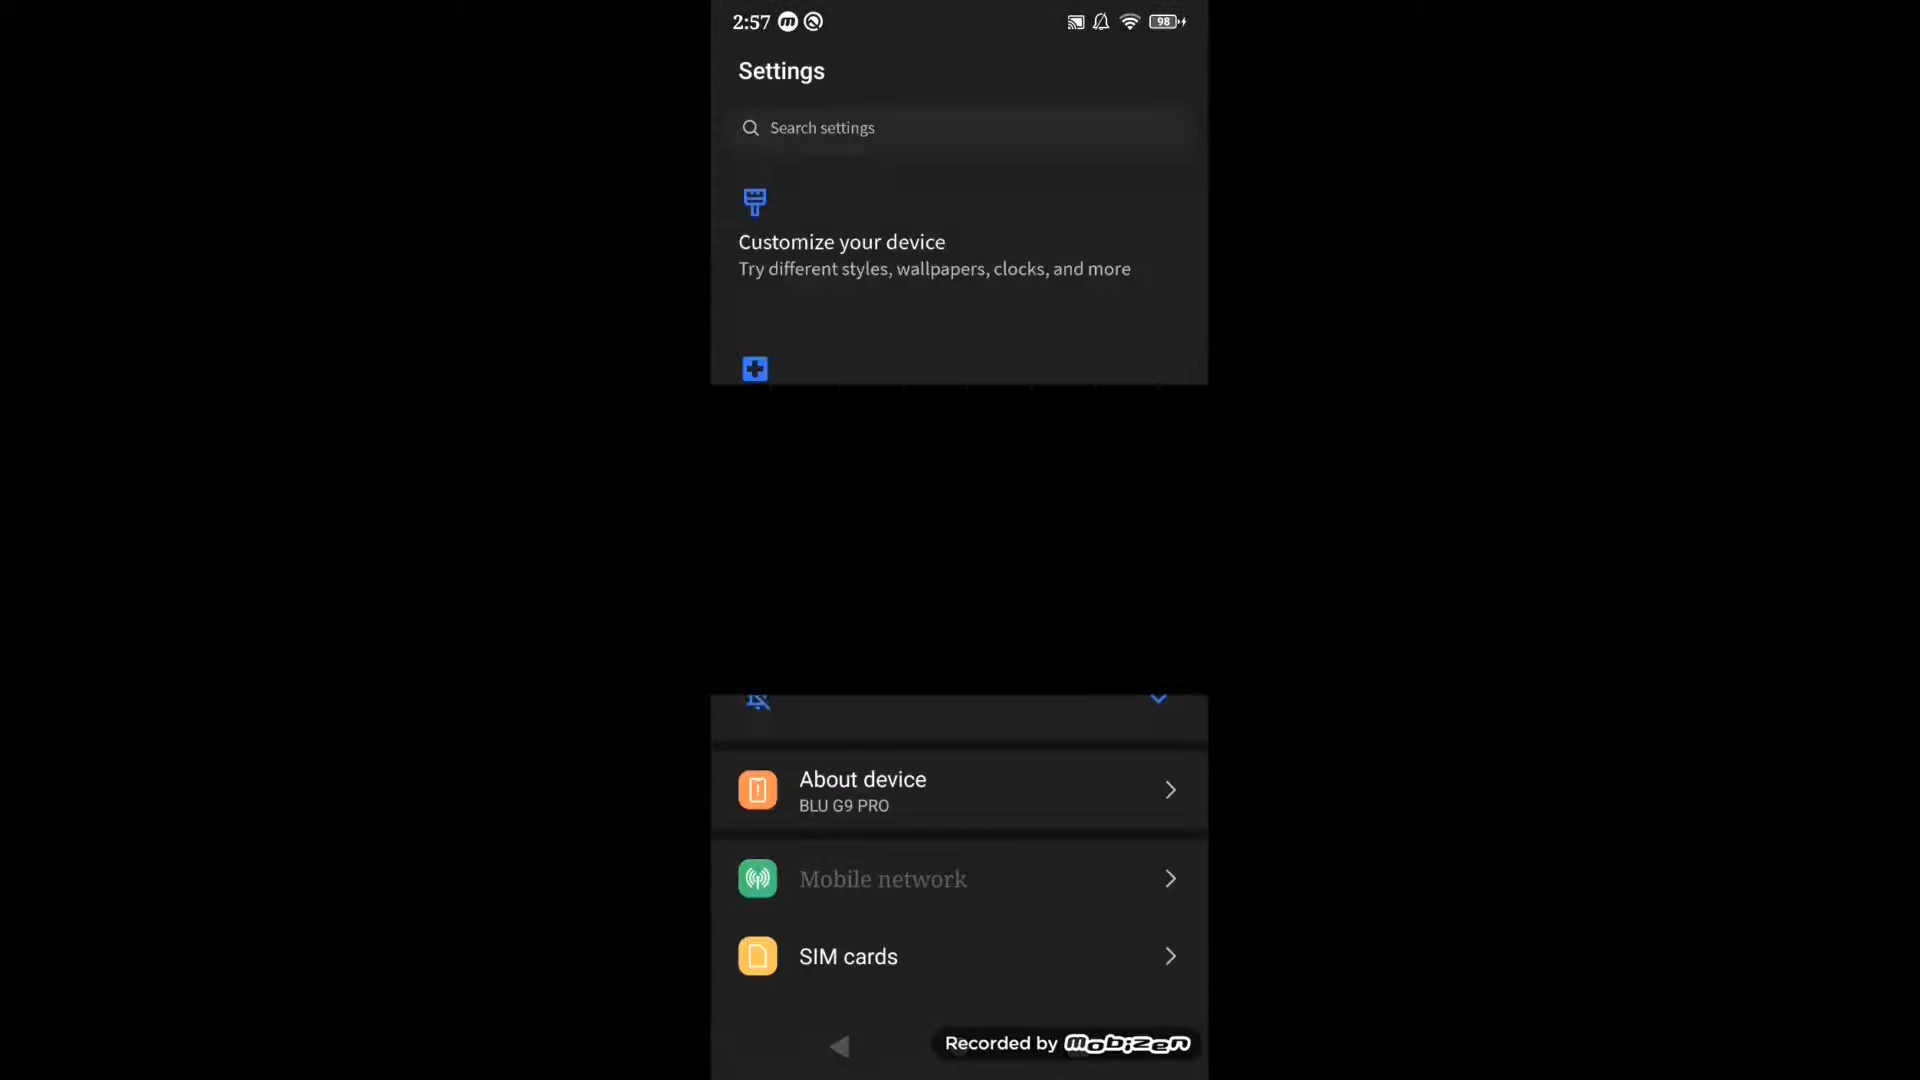 2:57
98
Settings
Search settings
Customize your device
Try different styles, wallpapers, clocks, and more
About device
BLU G9 PRO
Mobile network
SIM cards
Recorded by mobizen